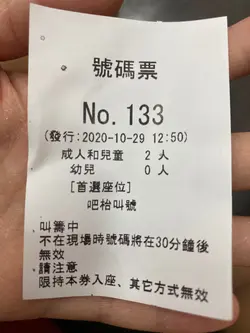 號碼票
No. 133
(發行:2020-10-29 12:50)
成人和兒童 2 人
幼兒 0 人
[首選座位]
吧枱叫號
叫籌中
不在現場時號碼將在30分鐘後
無效
請注意
限持本券入座、其它方式無效